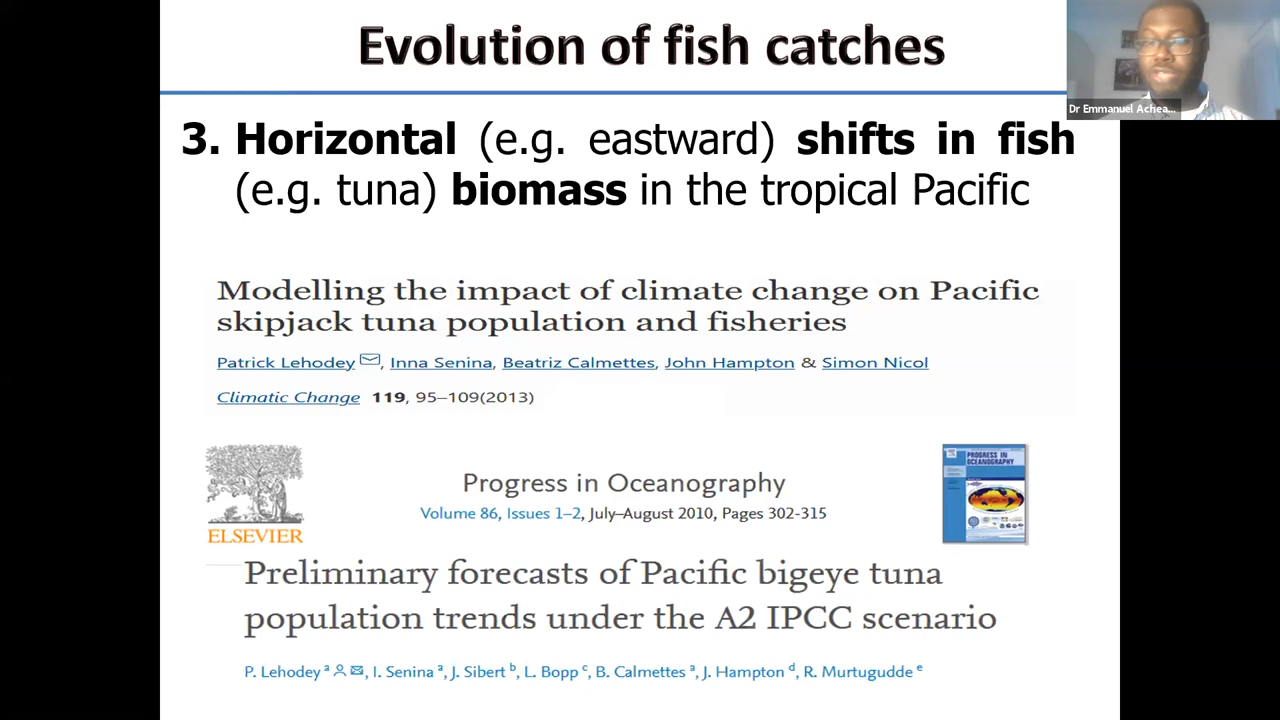 Evolution of fish catches
Dr Emmanuel Achea...
3. Horizontal (e.g. eastward) shifts in fish
(e.g. tuna) biomass in the tropical Pacific
Modelling the impact of climate change on Pacific
skipjack tuna population and fisheries
Patrick Lehodey, Inna Senina, Beatriz Calmettes, John Hampton & Simon Nicol
Climatic Change 119, 95–109(2013)
ELSEVIER
Progress in Oceanography
Volume 86, Issues 1–2, July–August 2010, Pages 302-315
PROGRESS IN
OCEANOGRAPHY
Preliminary forecasts of Pacific bigeye tuna
population trends under the A2 IPCC scenario
P. Lehodey a, I. Senina a, J. Sibert b, L. Bopp c, B. Calmettes a, J. Hampton d, R. Murtugudde e